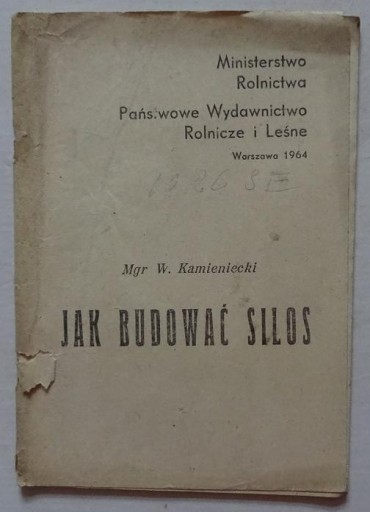 Ministerstwo
Rolnictwa
Państwowe Wydawnictwo
Rolnicze i Leśne
Warszawa 1964
Mgr W. Kamieniecki
JAK BUDOWAĆ SILOS